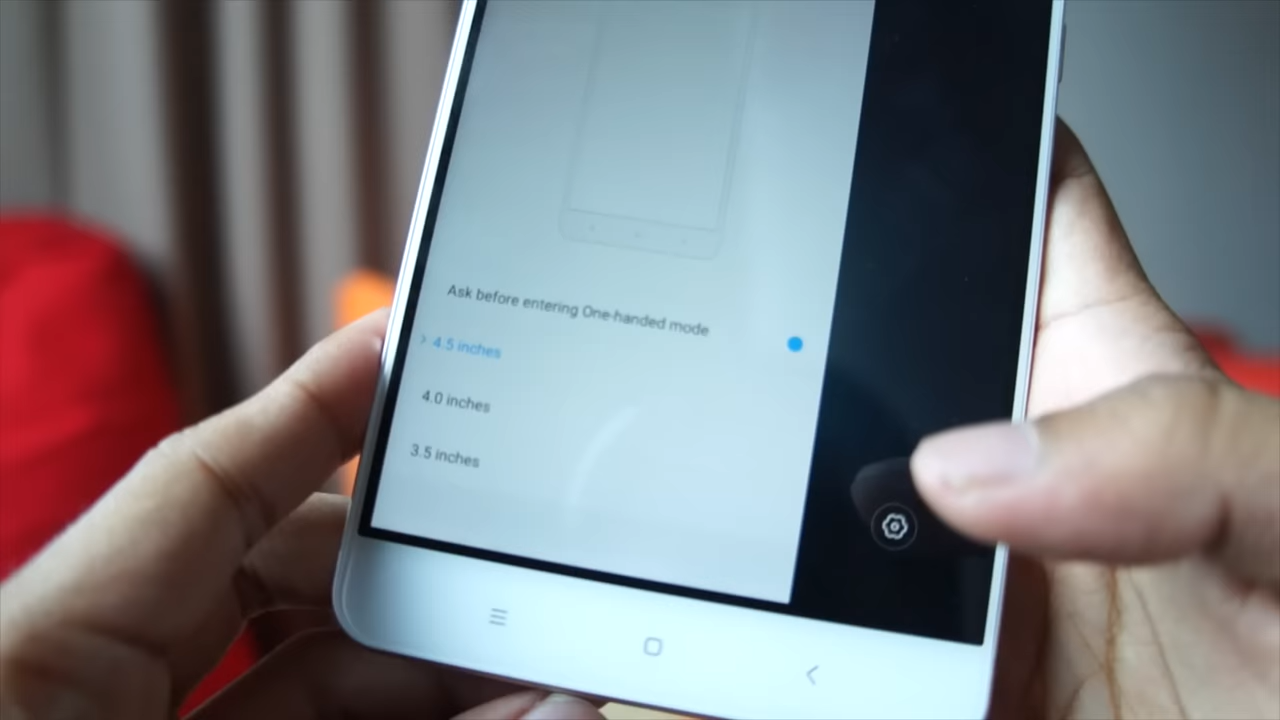 Ask before entering One-handed mode
4.5 inches
4.0 inches
3.5 inches